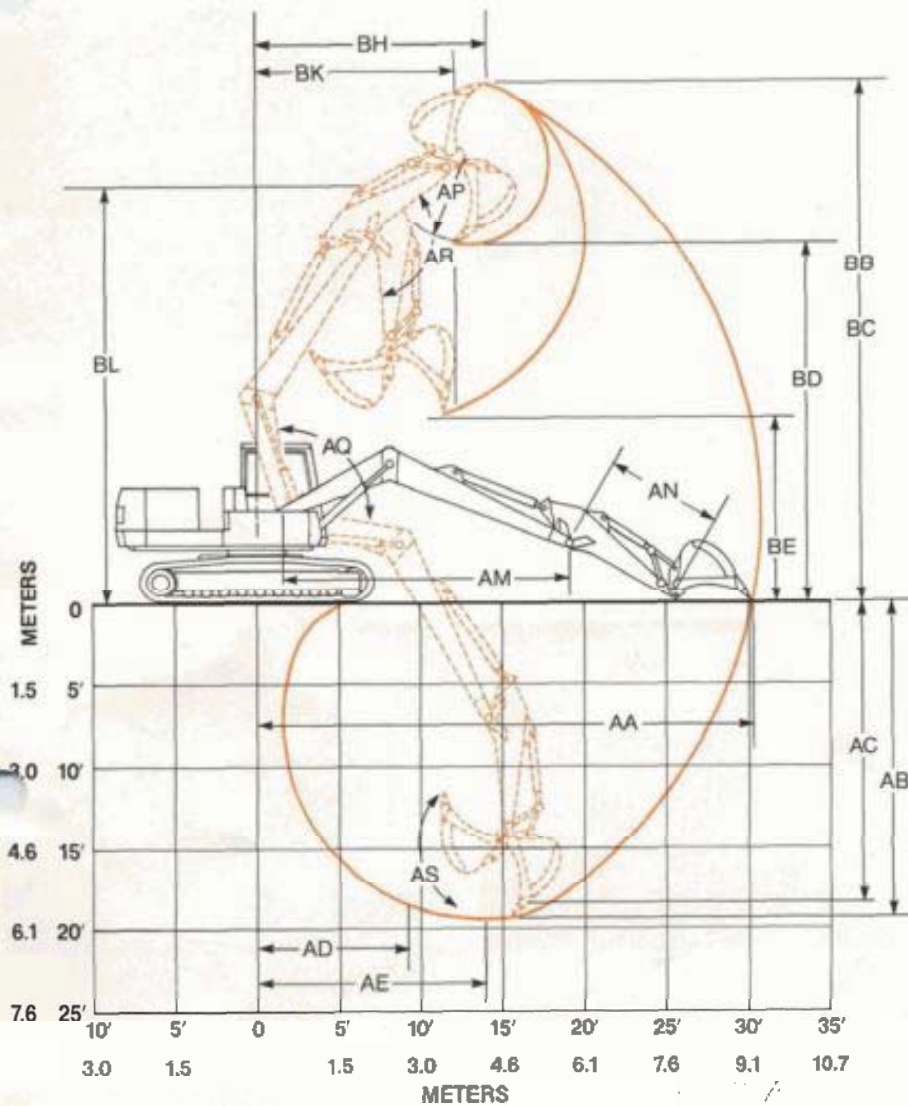 BH
BK
AP
AR
BB
BL
BC
BD
AQ
AN
BE
AM
METERS
0
1.5 5'
AA
AC
3.0 10'
AB
4.6 15'
AS
6.1 20'
AD
AE
7.6 25'
10' 5' 0 5' 10' 15' 20' 25' 30' 35'
3.0 1.5 1.5 3.0 4.6 6.1 7.6 9.1 10.7
METERS